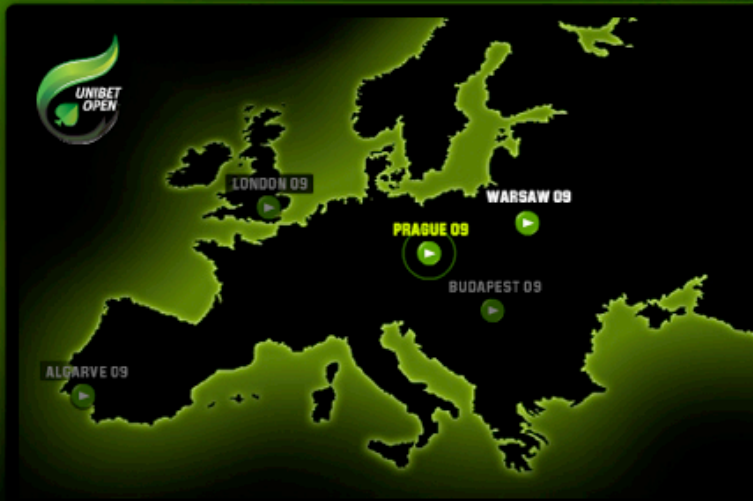 UNIBET
OPEN
LONDON 09
WARSAW 09
PRAGUE 09
BUDAPEST 09
ALGARVE 09